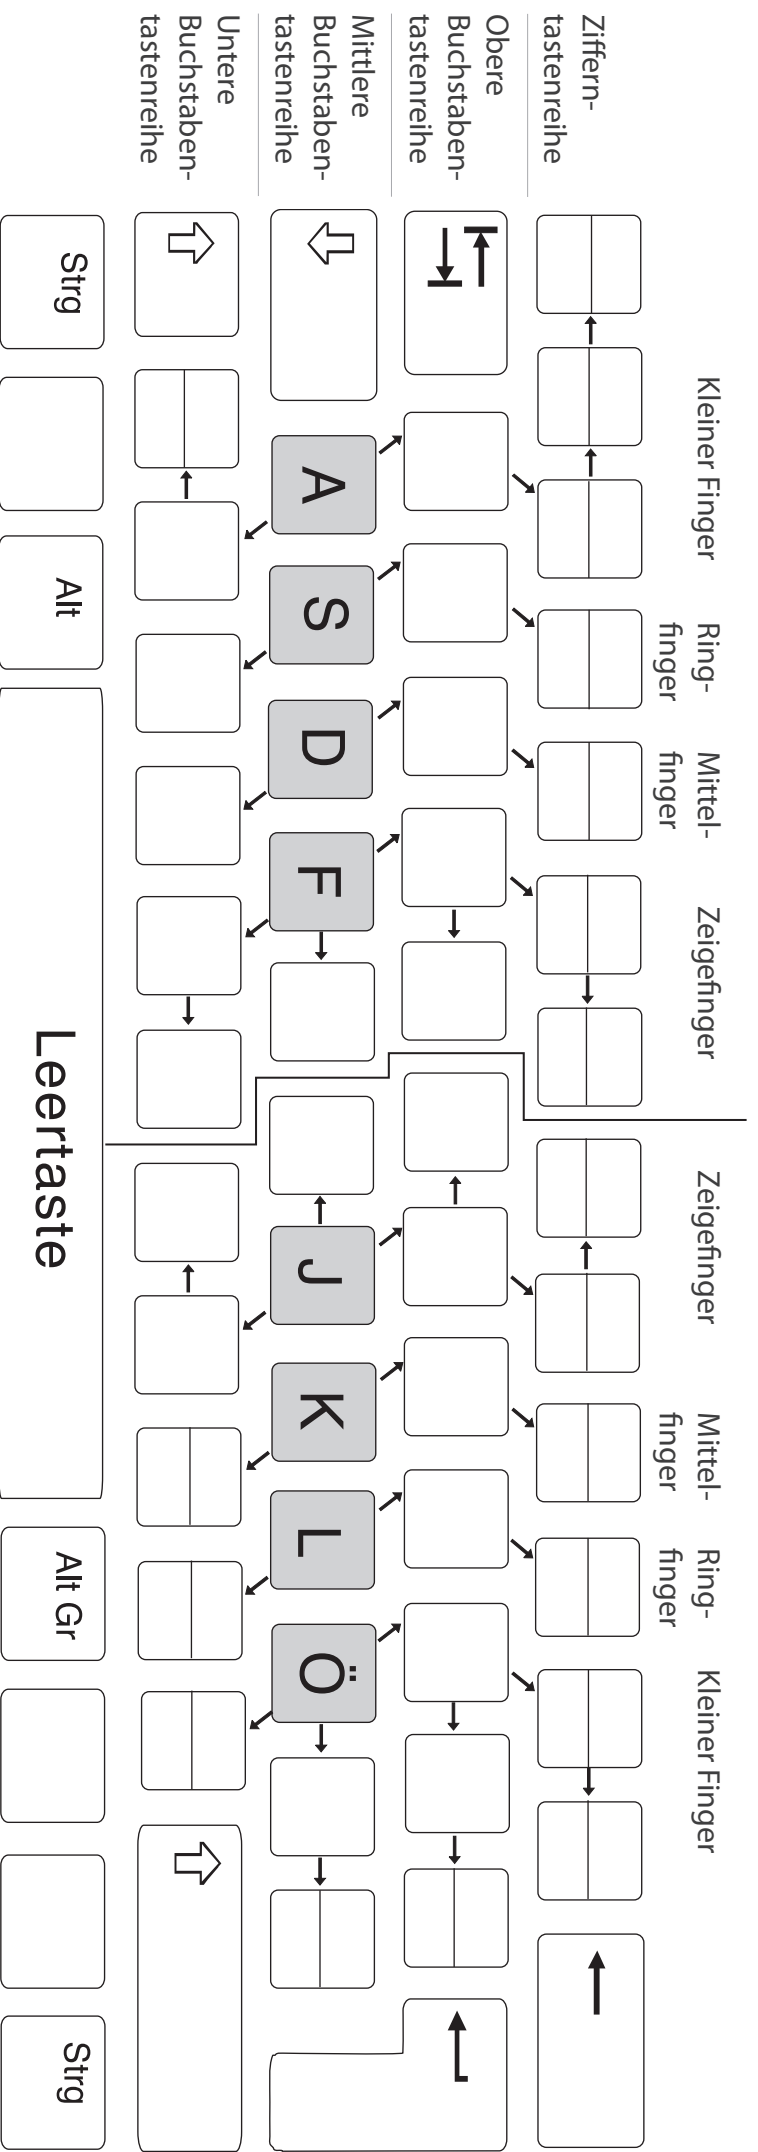 Kleiner Finger
Ring-
finger
Mittel-
finger
Zeigefinger
Zeigefinger
Mittel-
finger
Ring-
finger
Kleiner Finger
Ziffern-
tastenreihe
Obere
Buchstaben-
tastenreihe
Mittlere
Buchstaben-
tastenreihe
A
S
D
F
J
K
L
Ö
Untere
Buchstaben-
tastenreihe
Strg
Alt
Leertaste
Alt Gr
Strg